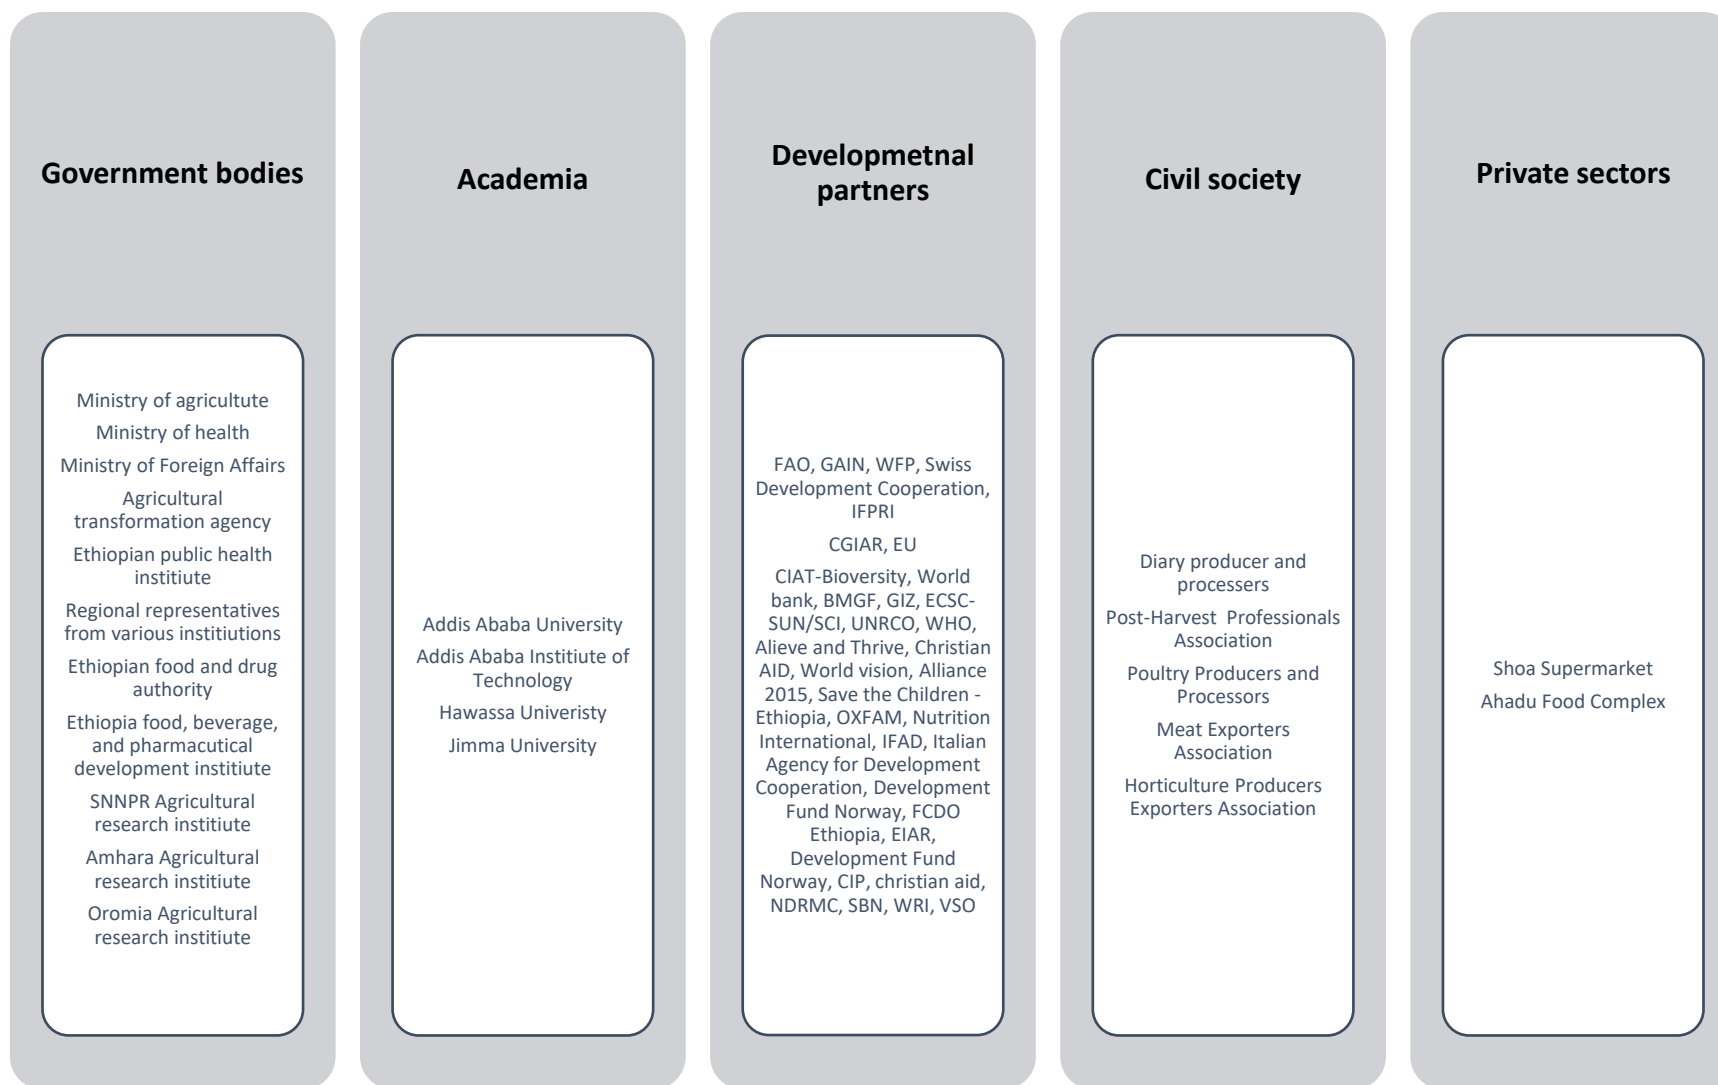 Government bodies
Ministry of agricultute
Ministry of health
Ministry of Foreign Affairs
Agricultural
transformation agency
Ethiopian public health
institiute
Regional representatives
from various institiutions
Ethiopian food and drug
authority
Ethiopia food, beverage,
and pharmacutical
development institiute
SNNPR Agricultural
research institiute
Amhara Agricultural
research institiute
Oromia Agricultural
research institiute
Academia
Addis Ababa University
Addis Ababa Institiute of
Technology
Hawassa Univeristy
Jimma University
Developmetnal
partners
FAO, GAIN, WFP, Swiss
Development Cooperation,
IFPRI
CGIAR, EU
CIAT-Bioversity, World
bank, BMGF, GIZ, ECSC-
SUN/SCI, UNRCO, WHO,
Alieve and Thrive, Christian
AID, World vision, Alliance
2015, Save the Children -
Ethiopia, OXFAM, Nutrition
International, IFAD, Italian
Agency for Development
Cooperation, Development
Fund Norway, FCDO
Ethiopia, EIAR,
Development Fund
Norway, CIP, christian aid,
NDRMC, SBN, WRI, VSO
Civil society
Diary producer and
processers
Post-Harvest  Professionals
Association
Poultry Producers and
Processors
Meat Exporters
Association
Horticulture Producers
Exporters Association
Private sectors
Shoa Supermarket
Ahadu Food Complex